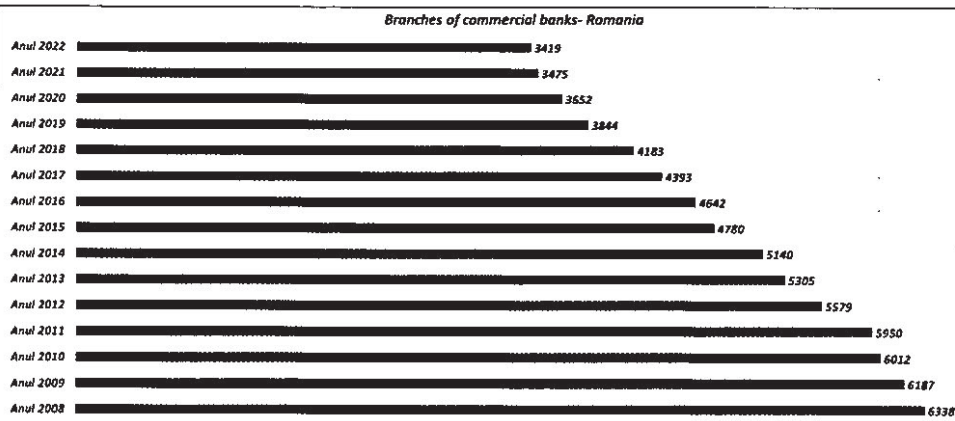 Branches of commercial banks- Romania
Anul 2022 3419
Anul 2021 3475
Anul 2020 3652
Anul 2019 3844
Anul 2018 4183
Anul 2017 4393
Anul 2016 4642
Anul 2015 4780
Anul 2014 5140
Anul 2013 5305
Anul 2012 5579
Anul 2011 5950
Anul 2010 6012
Anul 2009 6187
Anul 2008 6338